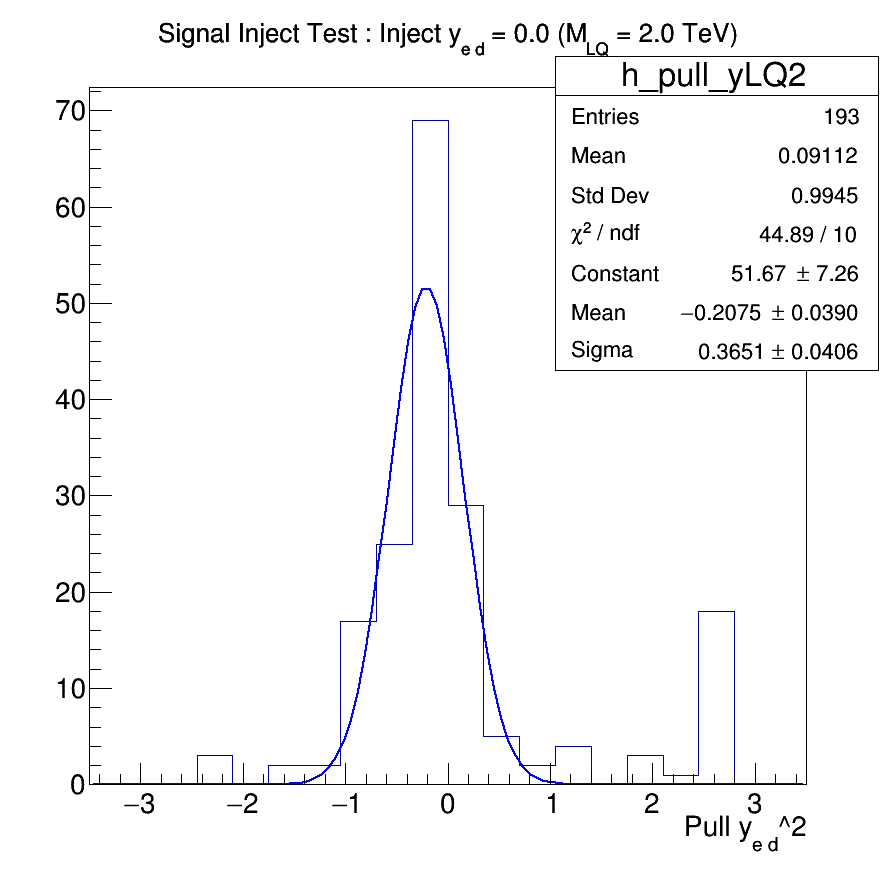 Signal Inject Test : Inject y_{e d} = 0.0 (M_{LQ} = 2.0 TeV)
h_pull_yLQ2
Entries 193
Mean 0.09112
Std Dev 0.9945
χ² / ndf 44.89 / 10
Constant 51.67 ± 7.26
Mean −0.2075 ± 0.0390
Sigma 0.3651 ± 0.0406
70
60
50
40
30
20
10
0
−3 −2 −1 0 1 2 3
Pull y_{e d}^2